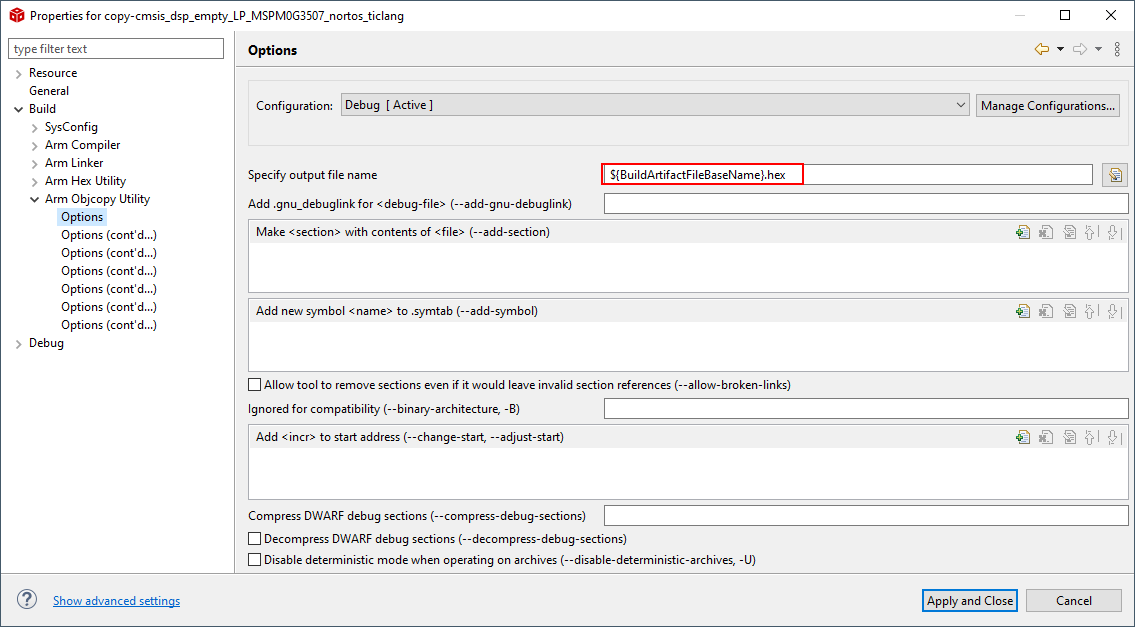 Properties for copy-cmsis_dsp_empty_LP_MSPM0G3507_nortos_ticlang
type filter text
Resource
General
Build
SysConfig
Arm Compiler
Arm Linker
Arm Hex Utility
Arm Objcopy Utility
Options
Options (cont'd...)
Options (cont'd...)
Options (cont'd...)
Options (cont'd...)
Options (cont'd...)
Options (cont'd...)
Debug
Options
Configuration: Debug [ Active ] Manage Configurations...
Specify output file name ${BuildArtifactFileBaseName}.hex
Add .gnu_debuglink for <debug-file> (--add-gnu-debuglink)
Make <section> with contents of <file> (--add-section)
Add new symbol <name> to .symtab (--add-symbol)
Allow tool to remove sections even if it would leave invalid section references (--allow-broken-links)
Ignored for compatibility (--binary-architecture, -B)
Add <incr> to start address (--change-start, --adjust-start)
Compress DWARF debug sections (--compress-debug-sections)
Decompress DWARF debug sections (--decompress-debug-sections)
Disable deterministic mode when operating on archives (--disable-deterministic-archives, -U)
? Show advanced settings Apply and Close Cancel